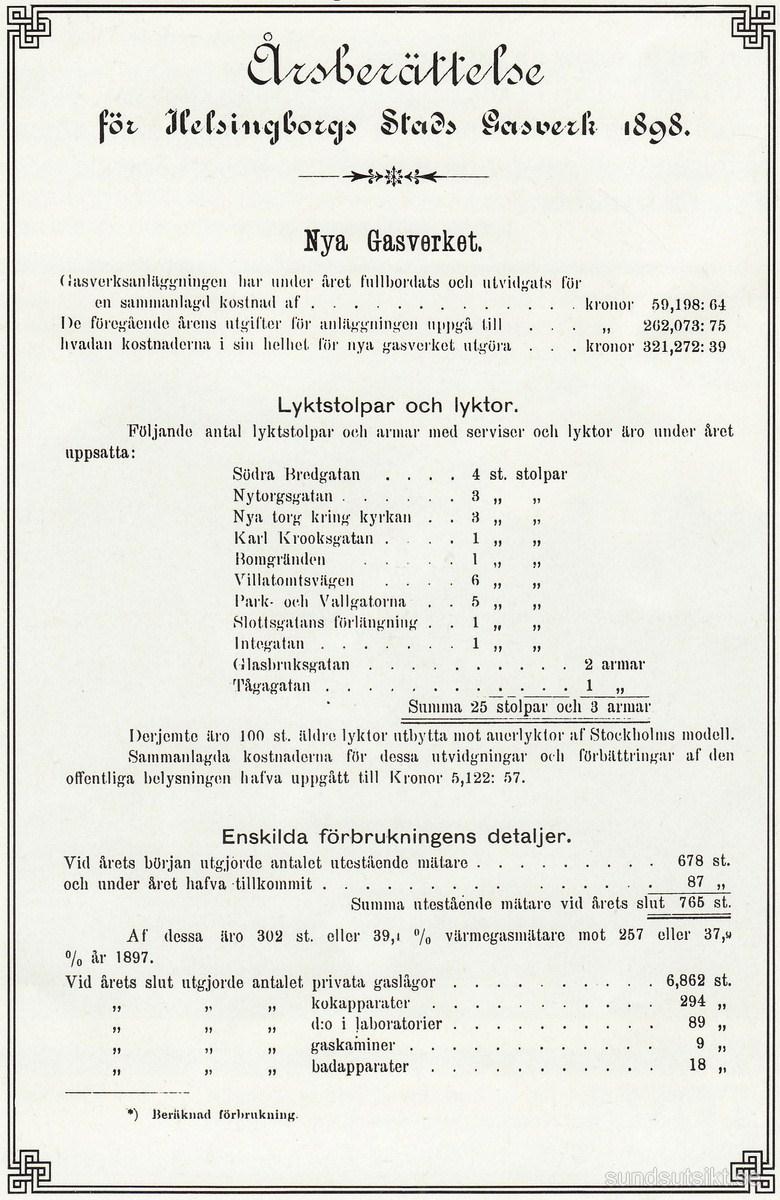 Årsberättelse
för Helsingborgs Stads Gasverk 1898.
Nya Gasverket.
Gasverksanläggningen har under året fullbordats och utvidgats för
en sammanlagd kostnad af . . . . . . . . . . . . kronor 59,198: 64
De föregående årens utgifter för anläggningen uppgå till . . . „ 262,073: 75
hvadan kostnaderna i sin helhet för nya gasverket utgöra . . . kronor 321,272: 39
Lyktstolpar och lyktor.
Följande antal lyktstolpar och armar med serviser och lyktor äro under året
uppsatta:
Södra Bredgatan . . . . 4 st. stolpar
Nytorgsgatan . . . . . . 3 „ „
Nya torg kring kyrkan . . 3 „ „
Karl Krooksgatan . . . . 1 „ „
Bomgränden . . . . . 1 „ „
Villatomtsvägen . . . . 6 „ „
Park- och Vallgatorna . . 5 „ „
Slottsgatans förlängning . . 1 „ „
Integatan . . . . . . . 1 „ „
Glasbruksgatan . . . . . . . . . . 2 armar
Tågagatan . . . . . . . . . . . . 1 „
Summa 25 stolpar och 3 armar
Derjemte äro 100 st. äldre lyktor utbytta mot auerlyktor af Stockholms modell.
Sammanlagda kostnaderna för dessa utvidgningar och förbättringar af den
offentliga belysningen hafva uppgått till Kronor 5,122: 57.
Enskilda förbrukningens detaljer.
Vid årets början utgjorde antalet utestående mätare . . . . . . . . . 678 st.
och under året hafva tillkommit . . . . . . . . . . . . . . . 87 „
Summa utestående mätare vid årets slut 765 st.
Af dessa äro 302 st. eller 39,1 % värmegasmätare mot 257 eller 37,9
% år 1897.
Vid årets slut utgjorde antalet privata gaslågor . . . . . . . . . . 6,862 st.
„ „ „ kokapparater . . . . . . . . . . . 294 „
„ „ „ d:o i laboratorier . . . . . . . . . . 89 „
„ „ „ gaskaminer . . . . . . . . . . . . 9 „
„ „ „ badapparater . . . . . . . . . . . 18 „
*) Beräknad förbrukning.
sundsutsikt.se